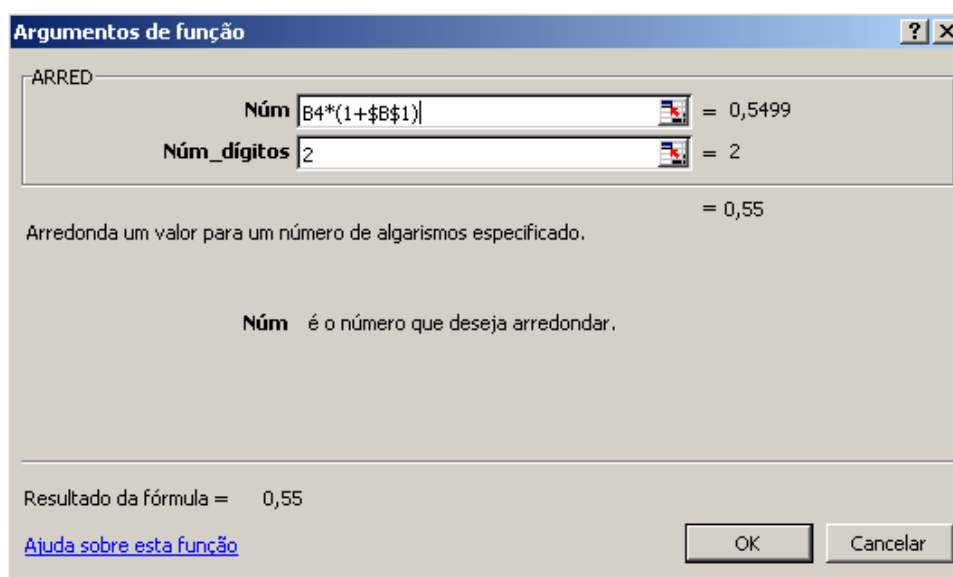 Argumentos de função
ARRED
Núm B4*(1+$B$1) = 0,5499
Núm_dígitos 2 = 2
= 0,55
Arredonda um valor para um número de algarismos especificado.
Núm é o número que deseja arredondar.
Resultado da fórmula = 0,55
Ajuda sobre esta função OK Cancelar